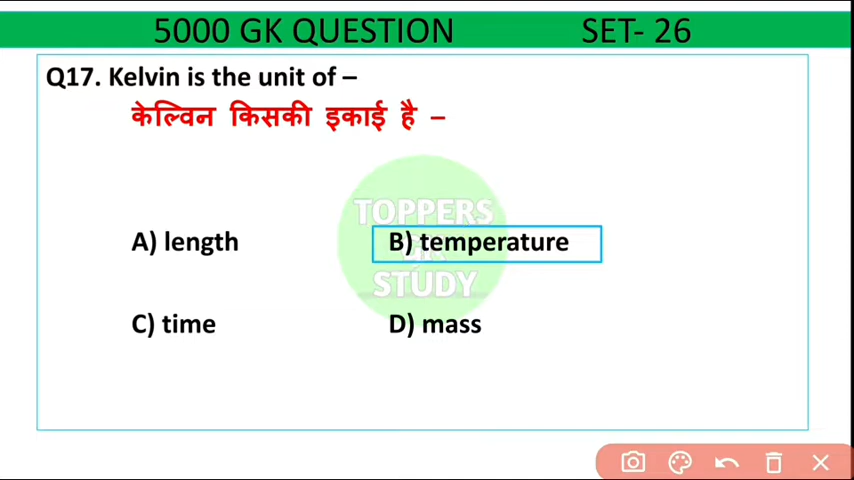 5000 GK QUESTION SET- 26
Q17. Kelvin is the unit of –
केल्विन किसकी इकाई है –
TOPPERS
STUDY
A) length B) temperature
C) time D) mass